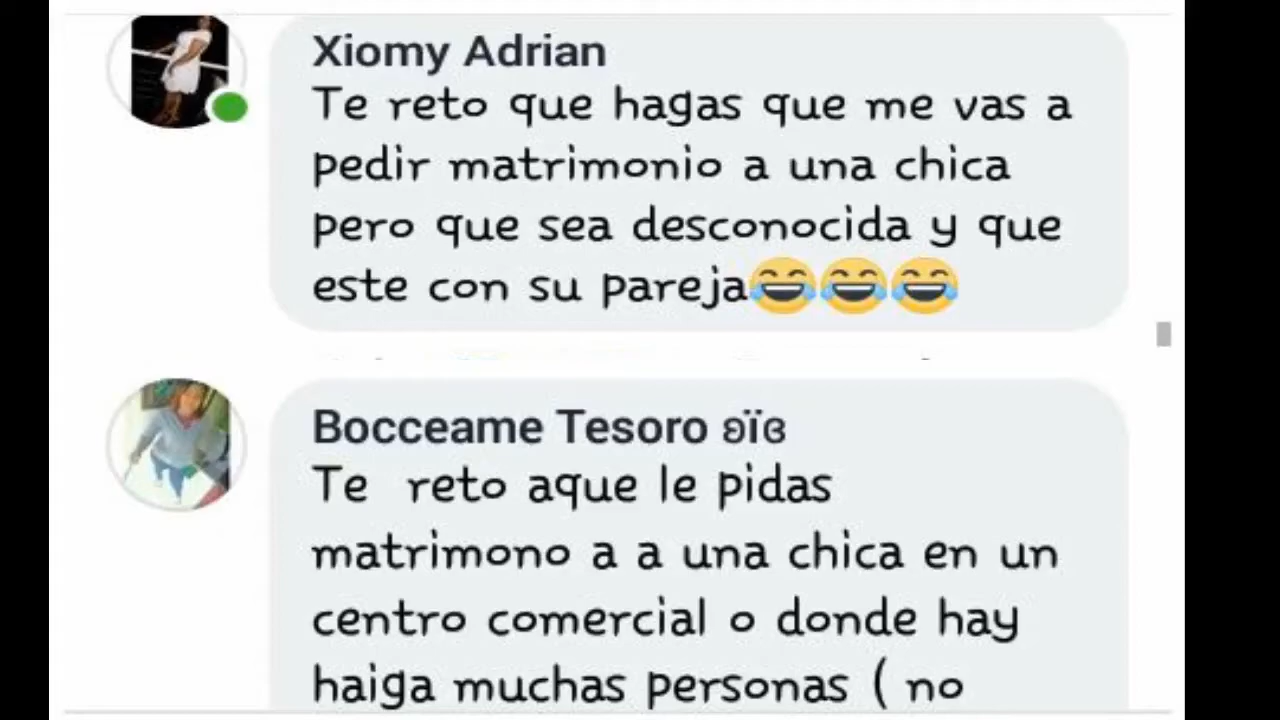 Xiomy Adrian
Te reto que hagas que me vas a
pedir matrimonio a una chica
pero que sea desconocida y que
este con su pareja😂😂😂
Bocceame Tesoro ʚïɞ
Te reto aque le pidas
matrimono a a una chica en un
centro comercial o donde hay
haiga muchas personas ( no